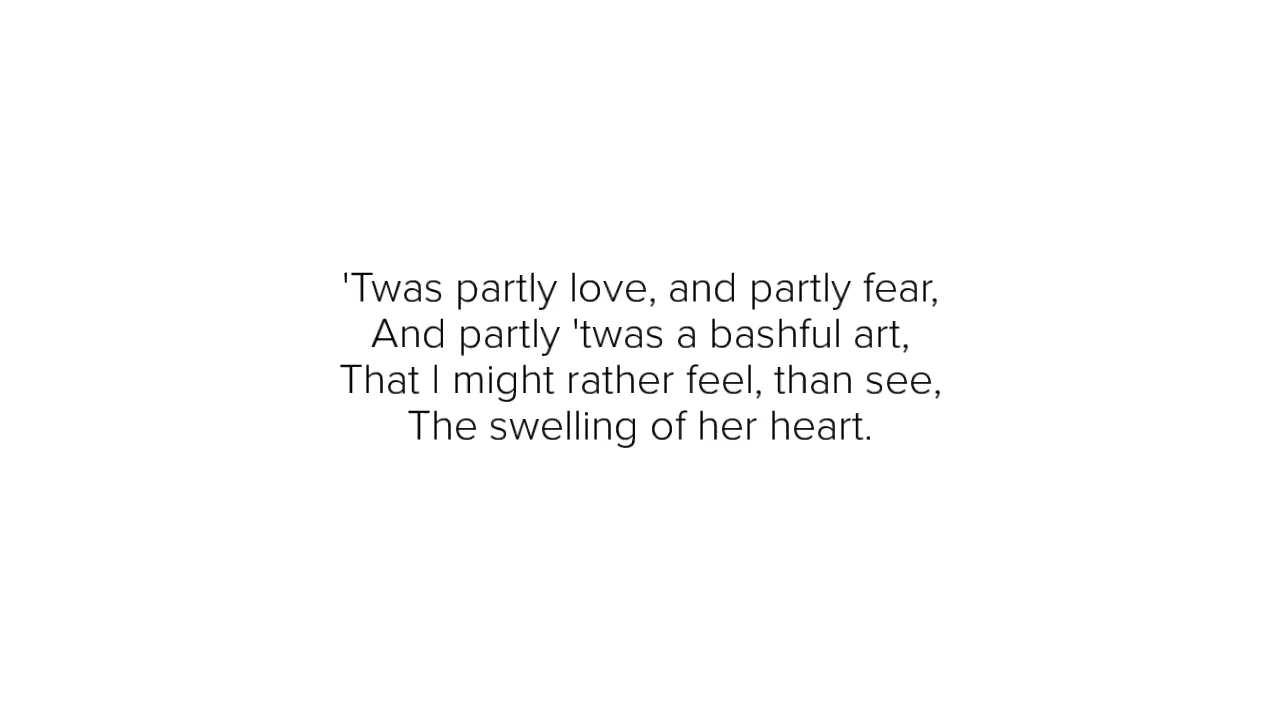 'Twas partly love, and partly fear,
And partly 'twas a bashful art,
That I might rather feel, than see,
The swelling of her heart.